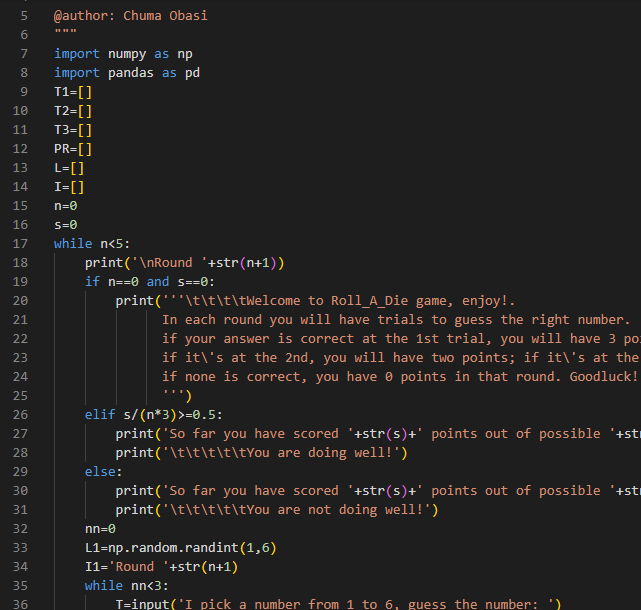 5 @author: Chuma Obasi
6 """
7 import numpy as np
8 import pandas as pd
9 T1=[]
10 T2=[]
11 T3=[]
12 PR=[]
13 L=[]
14 I=[]
15 n=0
16 s=0
17 while n<5:
18     print('\nRound '+str(n+1))
19     if n==0 and s==0:
20         print('''\t\t\t\tWelcome to Roll_A_Die game, enjoy!.
21               In each round you will have trials to guess the right number.
22               if your answer is correct at the 1st trial, you will have 3 po
23               if it\'s at the 2nd, you will have two points; if it\'s at the
24               if none is correct, you have 0 points in that round. Goodluck!
25               ''')
26     elif s/(n*3)>=0.5:
27         print('So far you have scored '+str(s)+' points out of possible '+st
28         print('\t\t\t\t\tYou are doing well!')
29     else:
30         print('So far you have scored '+str(s)+' points out of possible '+st
31         print('\t\t\t\t\tYou are not doing well!')
32     nn=0
33     L1=np.random.randint(1,6)
34     I1='Round '+str(n+1)
35     while nn<3:
36         T=input('I pick a number from 1 to 6, guess the number: ')